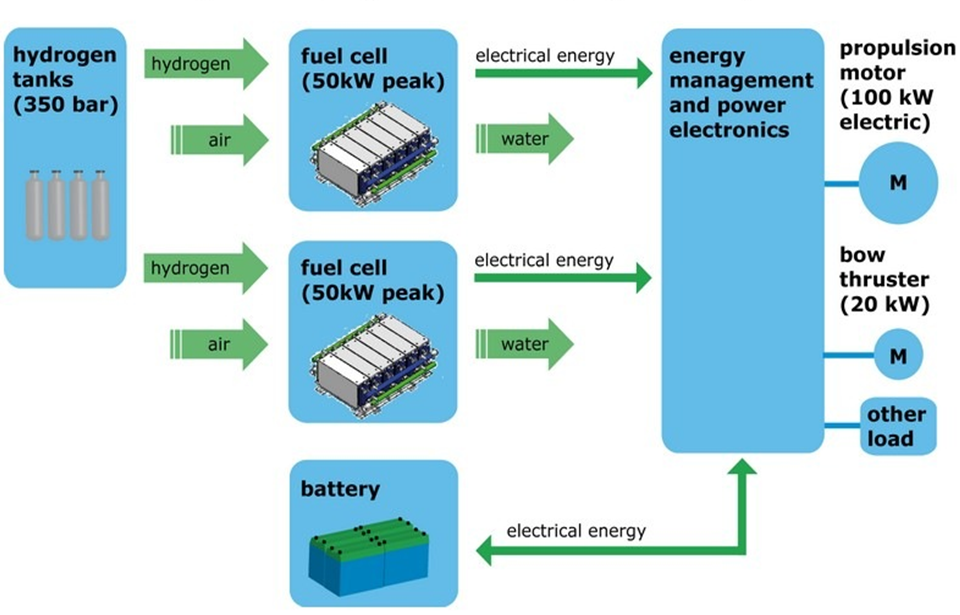 hydrogen
tanks
(350 bar)
hydrogen
air
fuel cell
(50kW peak)
electrical energy
water
energy
management
and power
electronics
propulsion
motor
(100 kW
electric)
M
hydrogen
air
fuel cell
(50kW peak)
electrical energy
water
bow
thruster
(20 kW)
M
other
load
battery
electrical energy